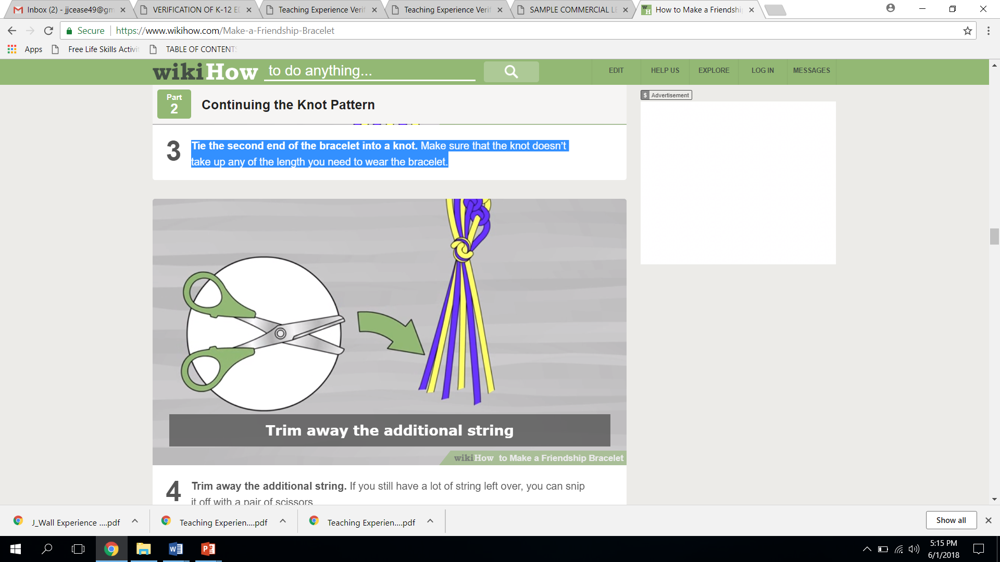 Inbox (2) - jjcease49@gm
VERIFICATION OF K-12 E
Teaching Experience Verif
Teaching Experience Verif
SAMPLE COMMERCIAL LE
How to Make a Friendshi
Secure
https://www.wikihow.com/Make-a-Friendship-Bracelet
Apps
Free Life Skills Activit
TABLE OF CONTENTS
wikiHow to do anything...
EDIT
HELP US
EXPLORE
LOG IN
MESSAGES
Part
2
Continuing the Knot Pattern
$ Advertisement
3
Tie the second end of the bracelet into a knot. Make sure that the knot doesn't
take up any of the length you need to wear the bracelet.
Trim away the additional string
wikiHow to Make a Friendship Bracelet
4
Trim away the additional string. If you still have a lot of string left over, you can snip
it off with a pair of scissors
J_Wall Experience ....pdf
Teaching Experien....pdf
Teaching Experien....pdf
Show all
5:15 PM
6/1/2018